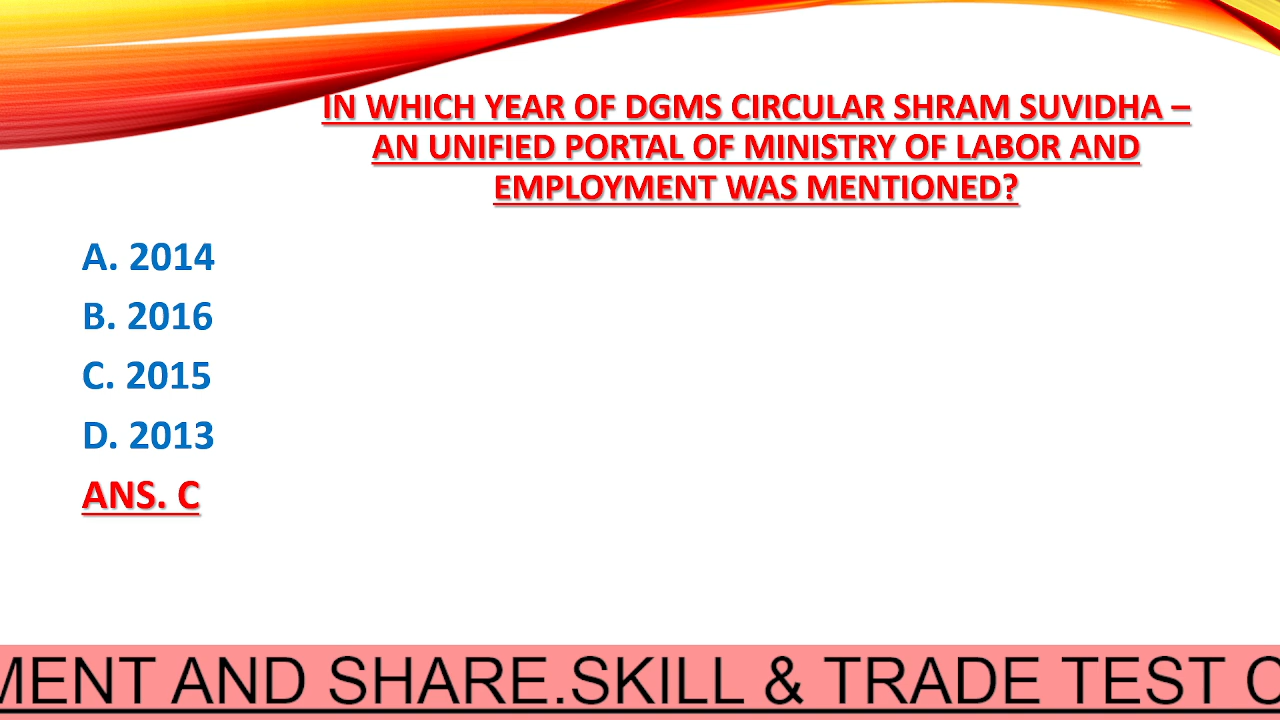 IN WHICH YEAR OF DGMS CIRCULAR SHRAM SUVIDHA –
AN UNIFIED PORTAL OF MINISTRY OF LABOR AND
EMPLOYMENT WAS MENTIONED?
A. 2014
B. 2016
C. 2015
D. 2013
ANS. C
MENT AND SHARE.SKILL & TRADE TEST C